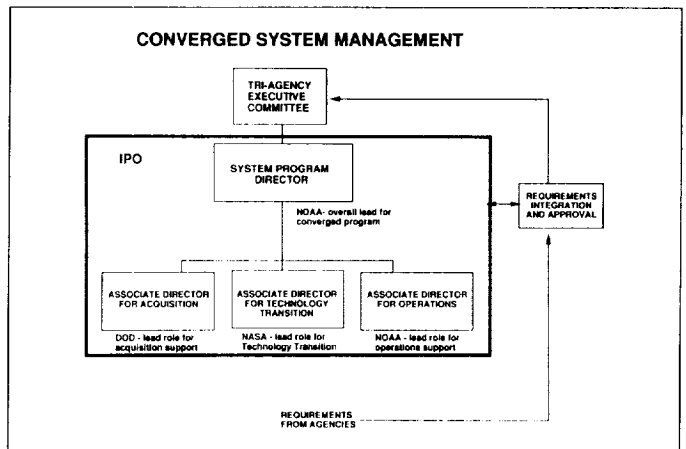 CONVERGED SYSTEM MANAGEMENT
TRI-AGENCY
EXECUTIVE
COMMITTEE
IPO
SYSTEM PROGRAM
DIRECTOR
NOAA- overall lead for
converged program
REQUIREMENTS
INTEGRATION
AND APPROVAL
ASSOCIATE DIRECTOR
FOR ACQUISITION
DOD - lead role for
acquisition support
ASSOCIATE DIRECTOR
FOR TECHNOLOGY
TRANSITION
NASA - lead role for
Technology Transition
ASSOCIATE DIRECTOR
FOR OPERATIONS
NOAA - lead role for
operations support
REQUIREMENTS
FROM AGENCIES